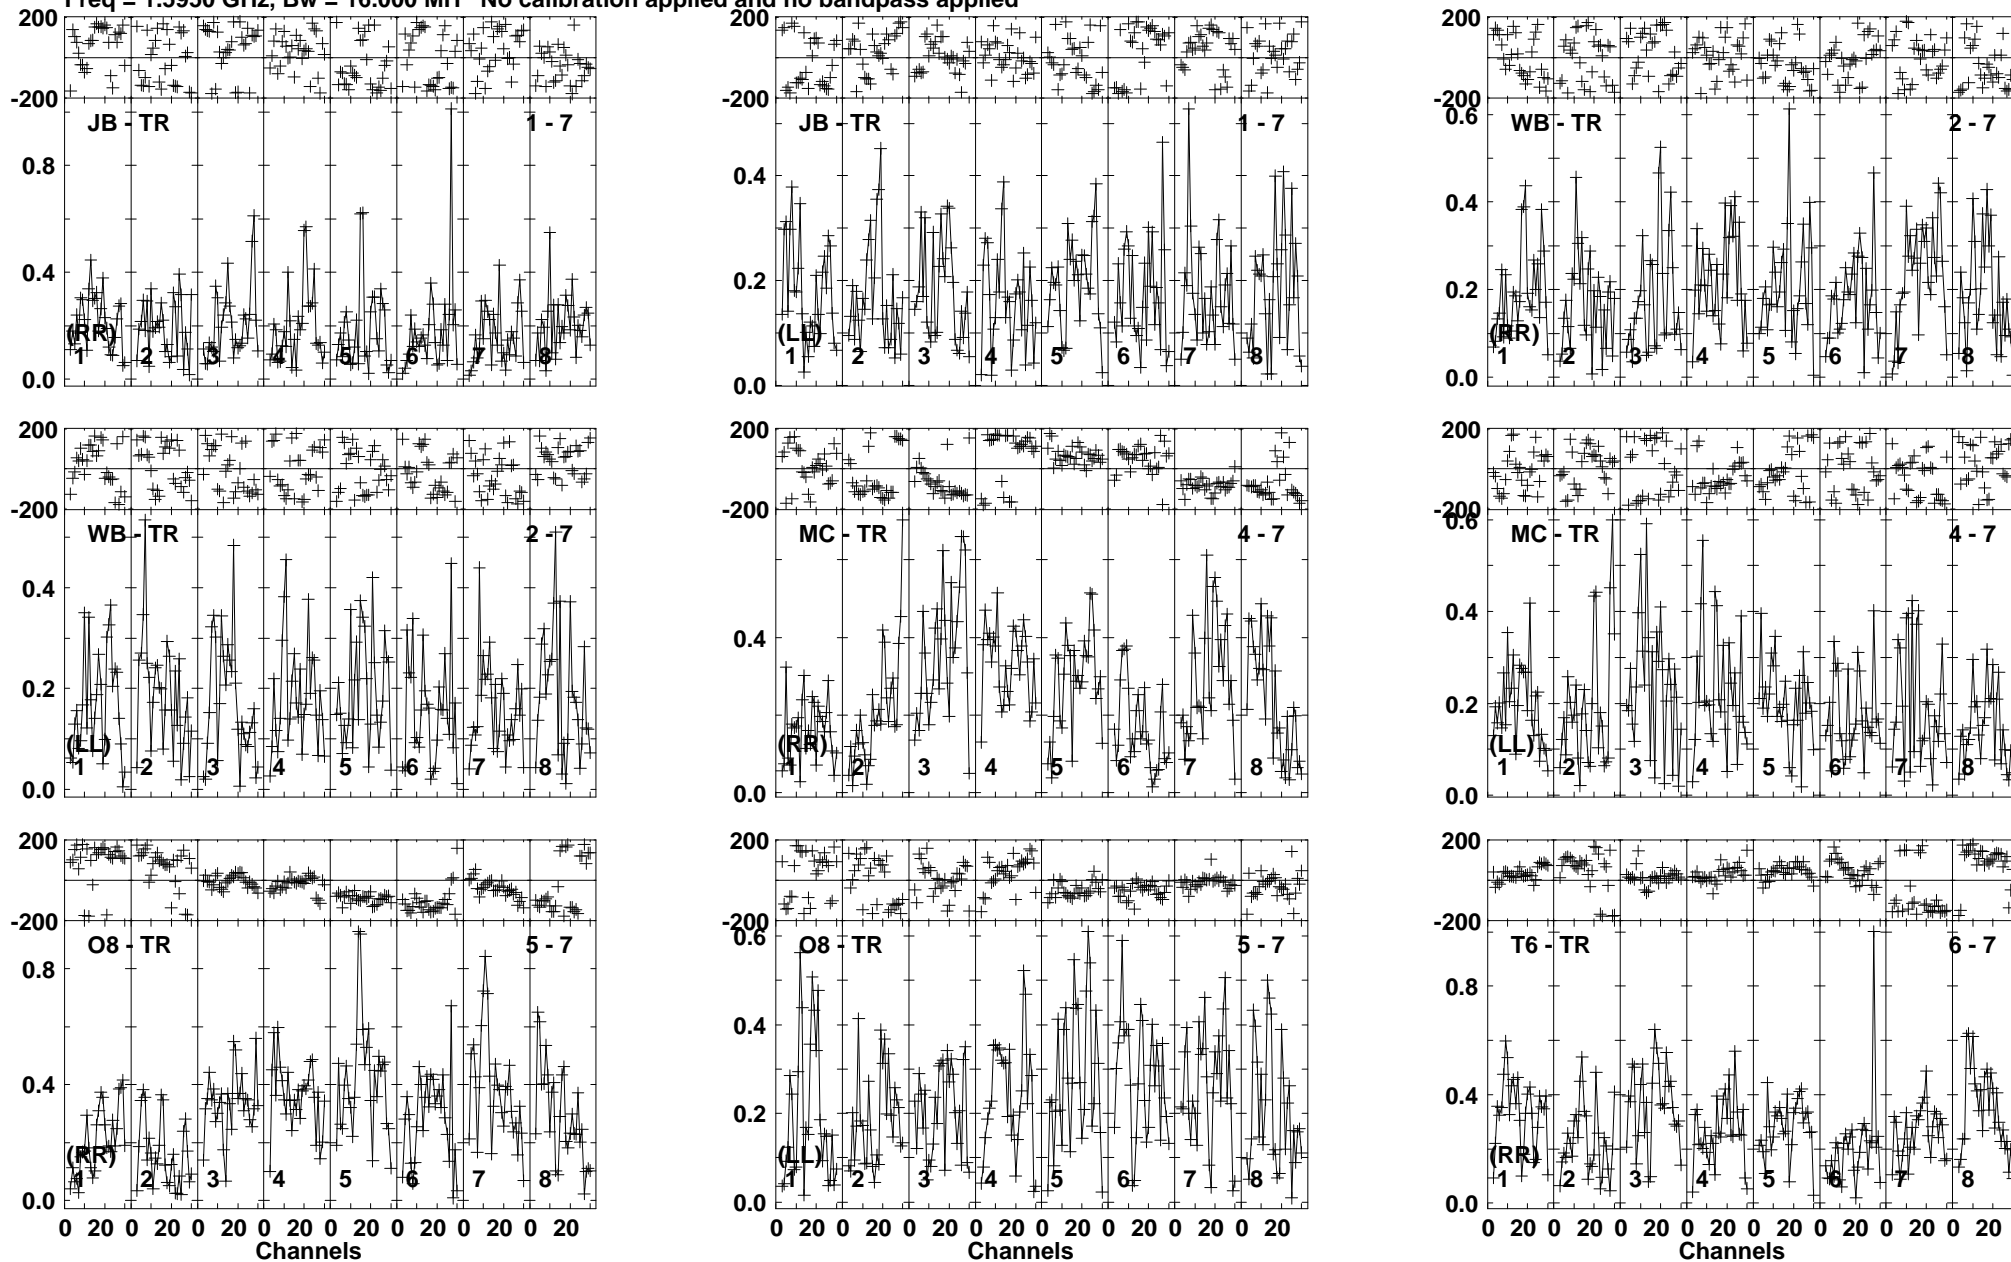 Freq = 1.5950 GHz, Bw = 16.000 MH No calibration applied and no bandpass applied
200 200 200
-200 -200 -200
JB - TR 1 - 7 JB - TR 1 - 7 WB - TR 2 - 7
0.8 0.4 0.0 (RR) 1 2 3 4 5 6 7 8
0.4 0.2 0.0 (LL) 1 2 3 4 5 6 7 8
0.6 0.4 0.2 0.0 (RR) 1 2 3 4 5 6 7 8
200 200 200
-200 -200 -200
WB - TR 2 - 7 MC - TR 4 - 7 MC - TR 4 - 7
0.4 0.2 0.0 (LL) 1 2 3 4 5 6 7 8
0.4 0.0 (RR) 1 2 3 4 5 6 7 8
0.6 0.4 0.2 0.0 (LL) 1 2 3 4 5 6 7 8
200 200 200
-200 -200 -200
O8 - TR 5 - 7 O8 - TR 5 - 7 T6 - TR 6 - 7
0.8 0.4 0.0 (RR) 1 2 3 4 5 6 7 8
0.6 0.4 0.2 0.0 (LL) 1 2 3 4 5 6 7 8
0.8 0.4 0.0 (RR) 1 2 3 4 5 6 7 8
0 20 0 20 0 20 0 20 0 20 0 20 0 20 0 20
0 20 0 20 0 20 0 20 0 20 0 20 0 20 0 20
0 20 0 20 0 20 0 20 0 20 0 20 0 20 0 20
Channels Channels Channels